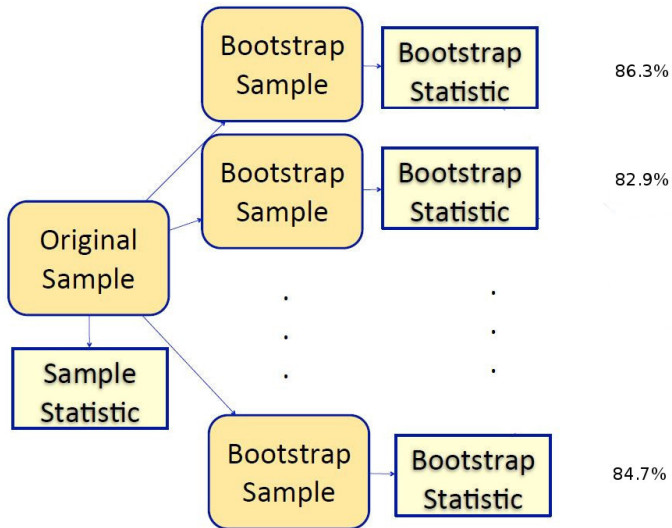 Bootstrap
Sample
Bootstrap
Statistic
86.3%
Bootstrap
Sample
Bootstrap
Statistic
82.9%
Original
Sample
Sample
Statistic
Bootstrap
Sample
Bootstrap
Statistic
84.7%